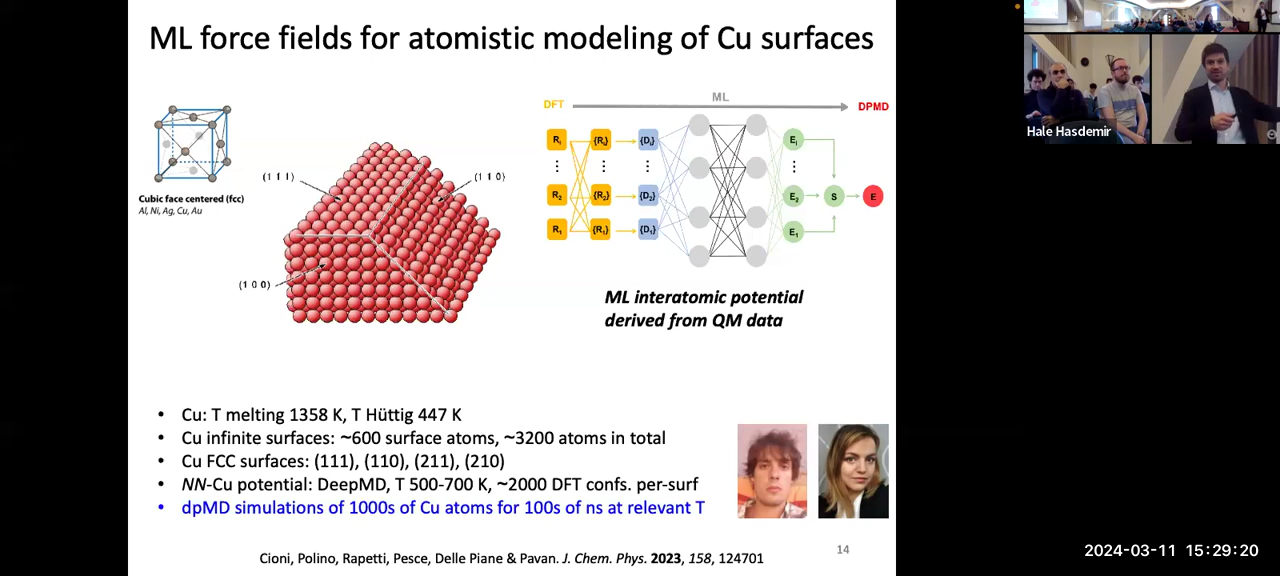 ML force fields for atomistic modeling of Cu surfaces
Cubic face centered (fcc)
Al, Ni, Ag, Cu, Au
(1 1 1)
(1 1 0)
(1 0 0)
DFT
ML
DPMD
Rᵢ
{Rᵢ}
{Dᵢ}
Eᵢ
R₂
{R₂}
{D₂}
E₂
S
E
R₁
{R₁}
{D₁}
E₁
ML interatomic potential
derived from QM data
• Cu: T melting 1358 K, T Hüttig 447 K
• Cu infinite surfaces: ~600 surface atoms, ~3200 atoms in total
• Cu FCC surfaces: (111), (110), (211), (210)
• NN-Cu potential: DeepMD, T 500-700 K, ~2000 DFT confs. per-surf
• dpMD simulations of 1000s of Cu atoms for 100s of ns at relevant T
Cioni, Polino, Rapetti, Pesce, Delle Piane & Pavan. J. Chem. Phys. 2023, 158, 124701
14
Hale Hasdemir
2024-03-11 15:29:20